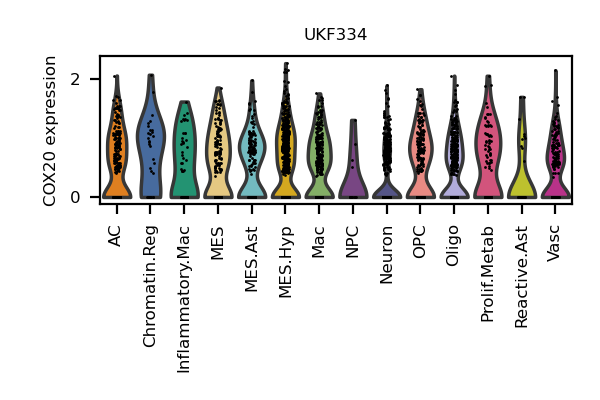 UKF334
COX20 expression
2
0
AC
Chromatin.Reg
Inflammatory.Mac
MES
MES.Ast
MES.Hyp
Mac
NPC
Neuron
OPC
Oligo
Prolif.Metab
Reactive.Ast
Vasc